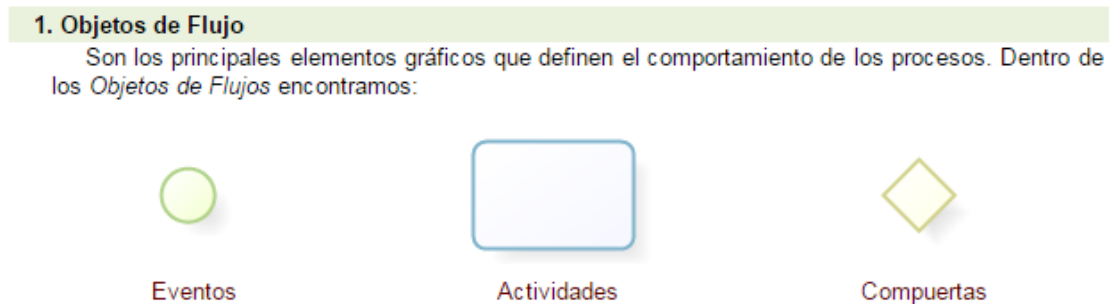 1. Objetos de Flujo
Son los principales elementos gráficos que definen el comportamiento de los procesos. Dentro de
los Objetos de Flujos encontramos:
Eventos Actividades Compuertas